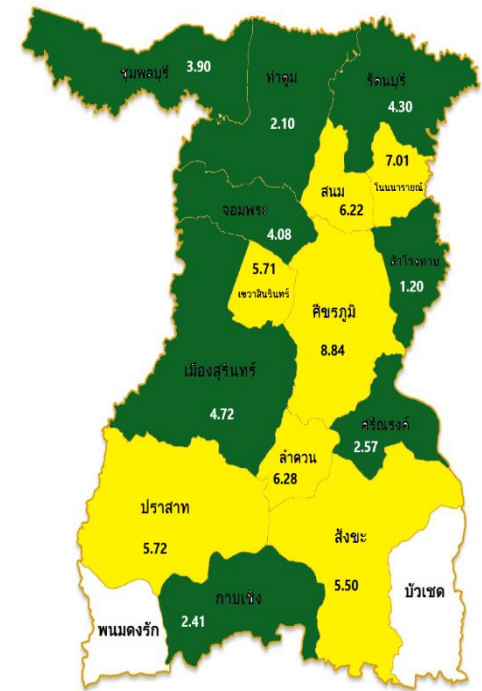 ชุมพลบุรี 3.90
ท่าตูม
2.10
รัตนบุรี
4.30
7.01
โนนนารายณ์
สนม
6.22
จอมพระ
4.08
สำโรงทาบ
1.20
5.71
เขวาสินรินทร์
ศีขรภูมิ
8.84
เมืองสุรินทร์
4.72
ศรีณรงค์
2.57
ลำดวน
6.28
ปราสาท
5.72
สังขะ
5.50
บัวเชด
กาบเชิง
2.41
พนมดงรัก